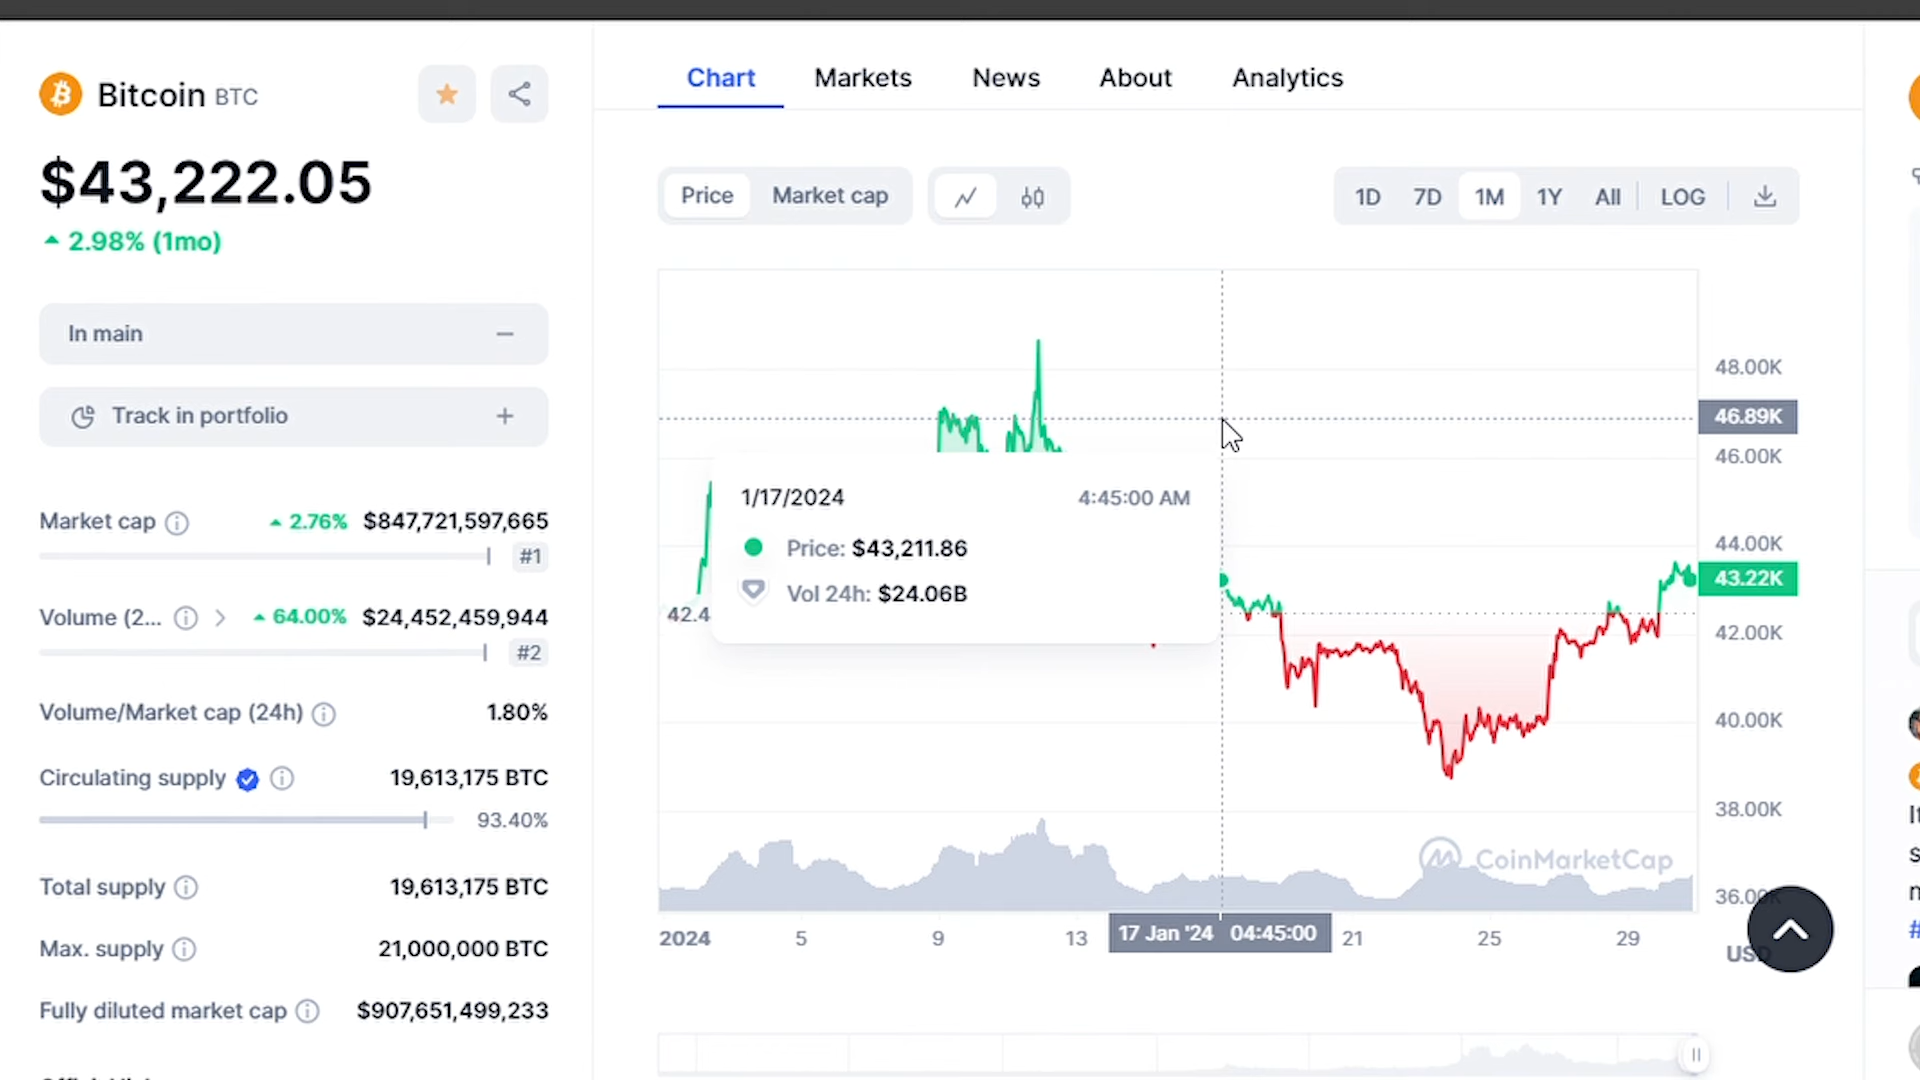 Bitcoin BTC
$43,222.05
2.98% (1mo)
In main
Track in portfolio
Market cap 2.76% $847,721,597,665
#1
Volume (2... 64.00% $24,452,459,944
#2
Volume/Market cap (24h) 1.80%
Circulating supply 19,613,175 BTC
93.40%
Total supply 19,613,175 BTC
Max. supply 21,000,000 BTC
Fully diluted market cap $907,651,499,233
Chart Markets News About Analytics
Price Market cap 1D 7D 1M 1Y All LOG
48.00K
46.89K
46.00K
44.00K
43.22K
42.00K
40.00K
38.00K
36.00K
1/17/2024 4:45:00 AM
Price: $43,211.86
Vol 24h: $24.06B
42.4
CoinMarketCap
2024 5 9 13 17 Jan '24 04:45:00 21 25 29
USD